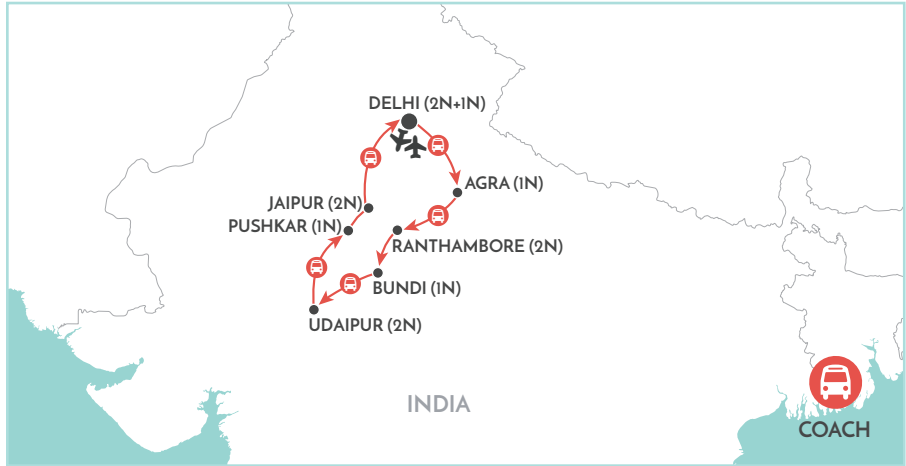 DELHI (2N+1N)
AGRA (1N)
JAIPUR (2N)
PUSHKAR (1N)
RANTHAMBORE (2N)
BUNDI (1N)
UDAIPUR (2N)
INDIA
COACH